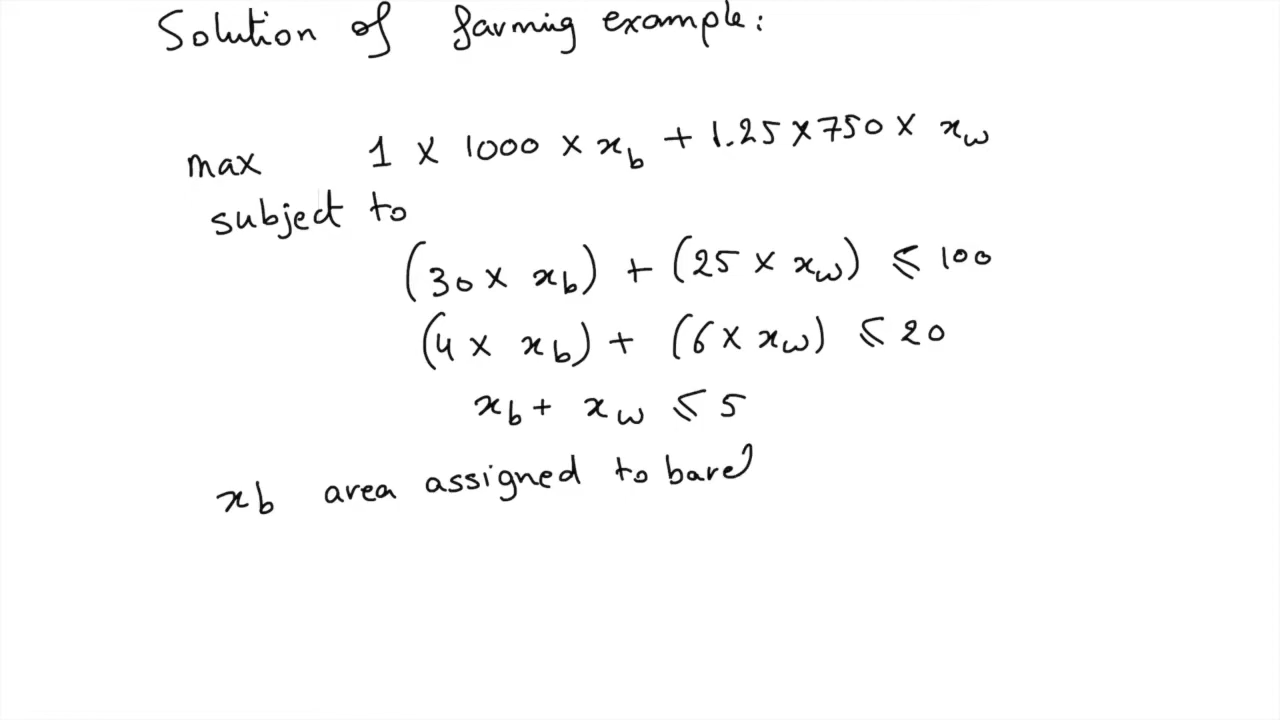 Solution of farming example:
max 1 × 1000 × x_b + 1.25 × 750 × x_w
subject to
(30 × x_b) + (25 × x_w) ⩽ 100
(4 × x_b) + (6 × x_w) ⩽ 20
x_b + x_w ⩽ 5
x_b area assigned to bare